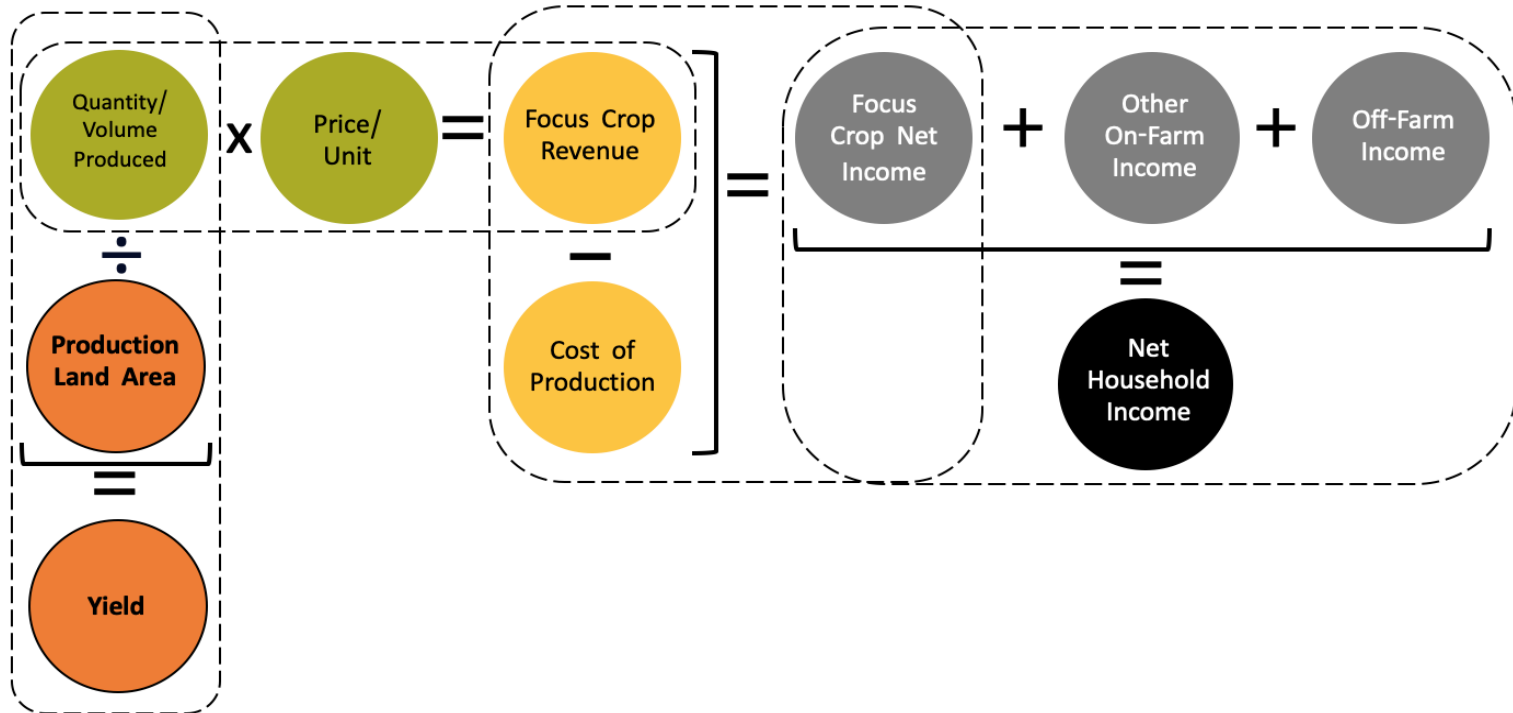 Quantity/
Volume
Produced
x
Price/
Unit
=
Focus Crop
Revenue
=
Focus
Crop Net
Income
+
Other
On-Farm
Income
+
Off-Farm
Income
÷
Production
Land Area
–
Cost of
Production
=
Net
Household
Income
=
Yield